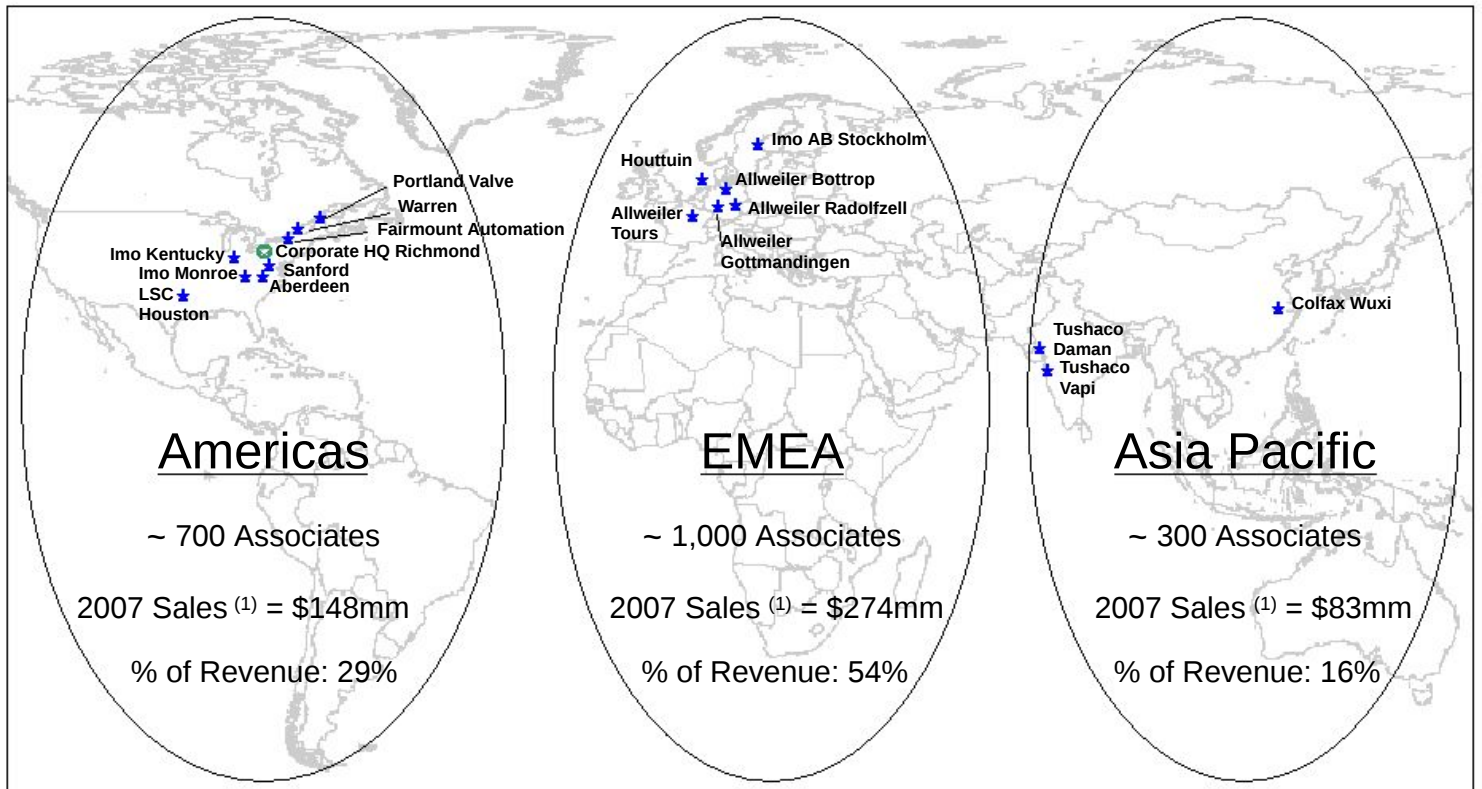 Portland Valve
Warren
Fairmount Automation
Corporate HQ Richmond
Imo Kentucky
Sanford
Imo Monroe
Aberdeen
LSC
Houston
Americas
~ 700 Associates
2007 Sales (1) = $148mm
% of Revenue: 29%
Imo AB Stockholm
Houttuin
Allweiler Bottrop
Allweiler Radolfzell
Allweiler
Tours
Allweiler
Gottmandingen
EMEA
~ 1,000 Associates
2007 Sales (1) = $274mm
% of Revenue: 54%
Colfax Wuxi
Tushaco
Daman
Tushaco
Vapi
Asia Pacific
~ 300 Associates
2007 Sales (1) = $83mm
% of Revenue: 16%